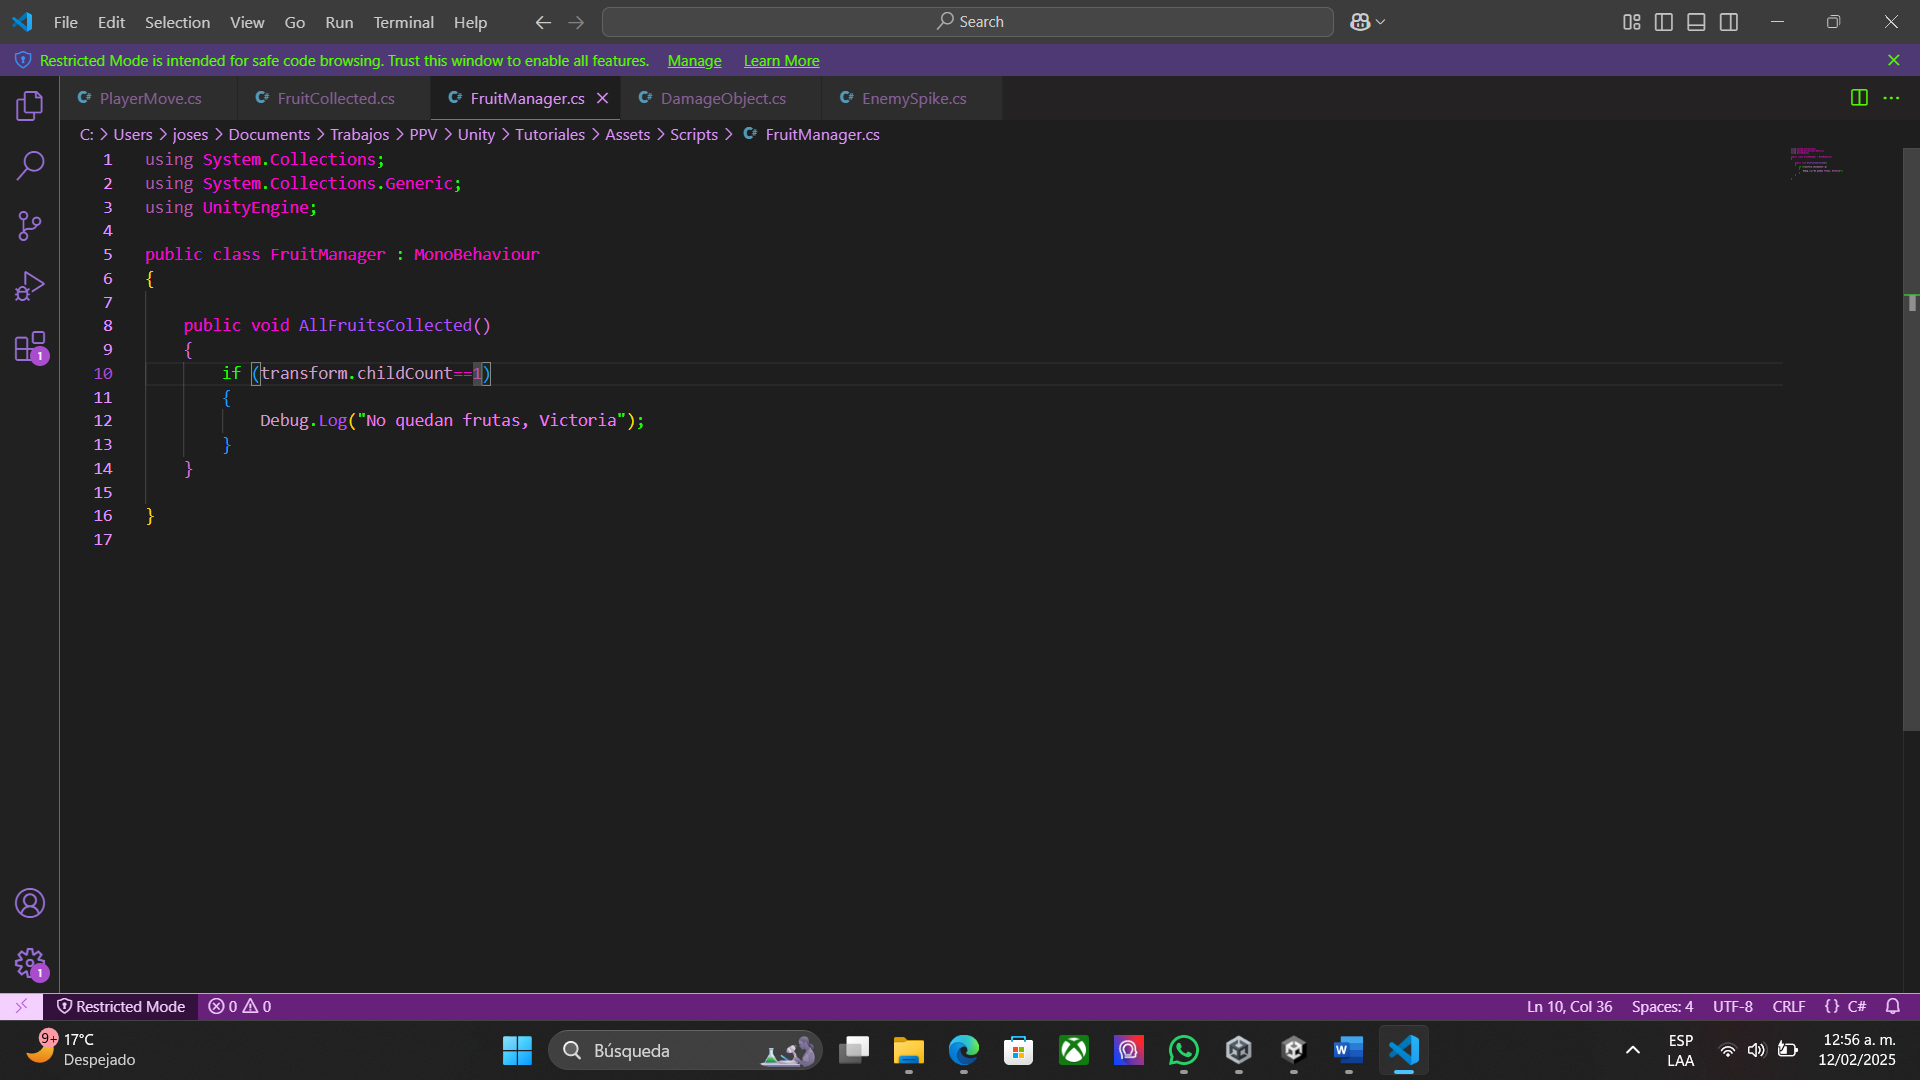 File Edit Selection View Go Run Terminal Help Search
Restricted Mode is intended for safe code browsing. Trust this window to enable all features. Manage Learn More
PlayerMove.cs FruitCollected.cs FruitManager.cs DamageObject.cs EnemySpike.cs
C: > Users > joses > Documents > Trabajos > PPV > Unity > Tutoriales > Assets > Scripts > FruitManager.cs
1 using System.Collections;
2 using System.Collections.Generic;
3 using UnityEngine;
4
5 public class FruitManager : MonoBehaviour
6 {
7
8 public void AllFruitsCollected()
9 {
10 if (transform.childCount==1)
11 {
12 Debug.Log("No quedan frutas, Victoria");
13 }
14 }
15
16 }
17
1
1
Restricted Mode 0 0 Ln 10, Col 36 Spaces: 4 UTF-8 CRLF {} C#
9+ 17°C
Despejado
Búsqueda
ESP
LAA
12:56 a. m.
12/02/2025